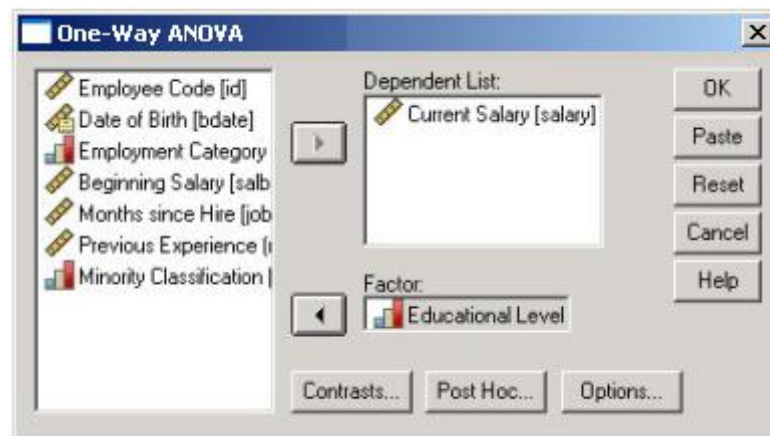 One-Way ANOVA
Employee Code [id]
Date of Birth [bdate]
Employment Category
Beginning Salary [salb
Months since Hire [job
Previous Experience (
Minority Classification [
Dependent List:
Current Salary [salary]
Factor:
Educational Level
OK
Paste
Reset
Cancel
Help
Contrasts...
Post Hoc...
Options...